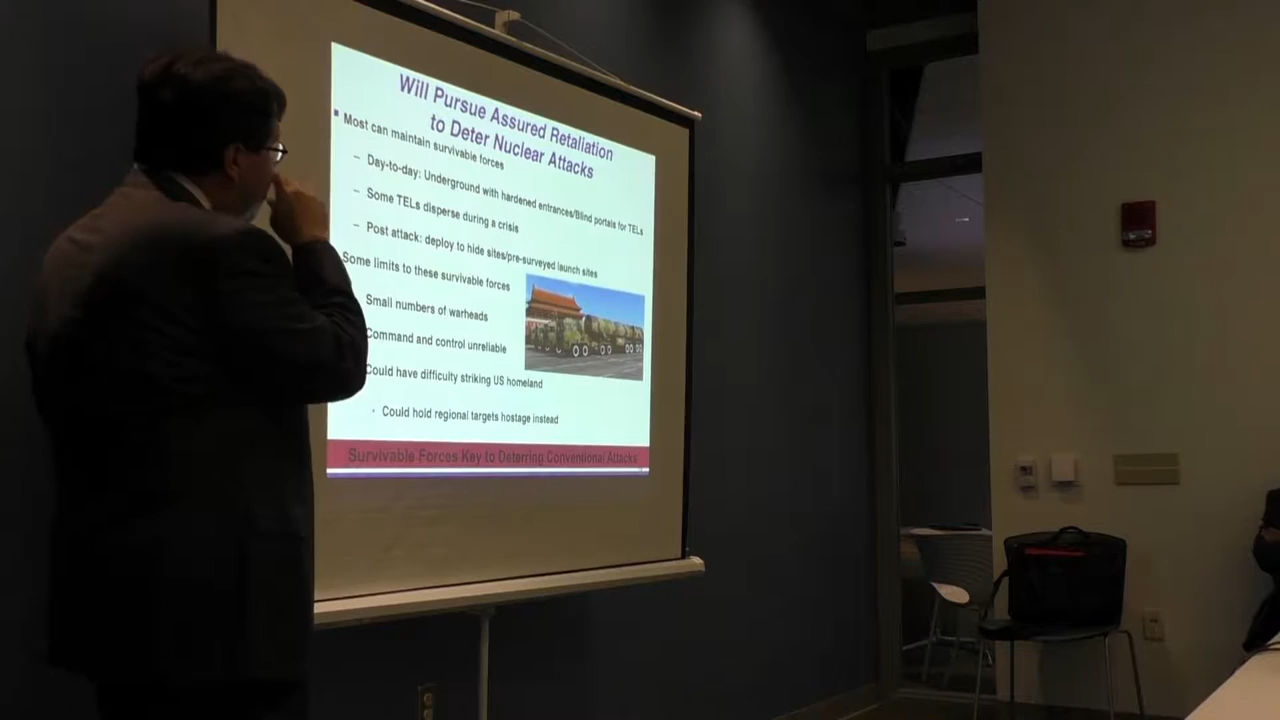 Will Pursue Assured Retaliation
to Deter Nuclear Attacks
Most can maintain survivable forces
– Day-to-day: Underground with hardened entrances/Blind portals for TELs
– Some TELs disperse during a crisis
– Post attack: deploy to hide sites/pre-surveyed launch sites
Some limits to these survivable forces
Small numbers of warheads
Command and control unreliable
Could have difficulty striking US homeland
· Could hold regional targets hostage instead
Survivable Forces Key to Deterring Conventional Attacks